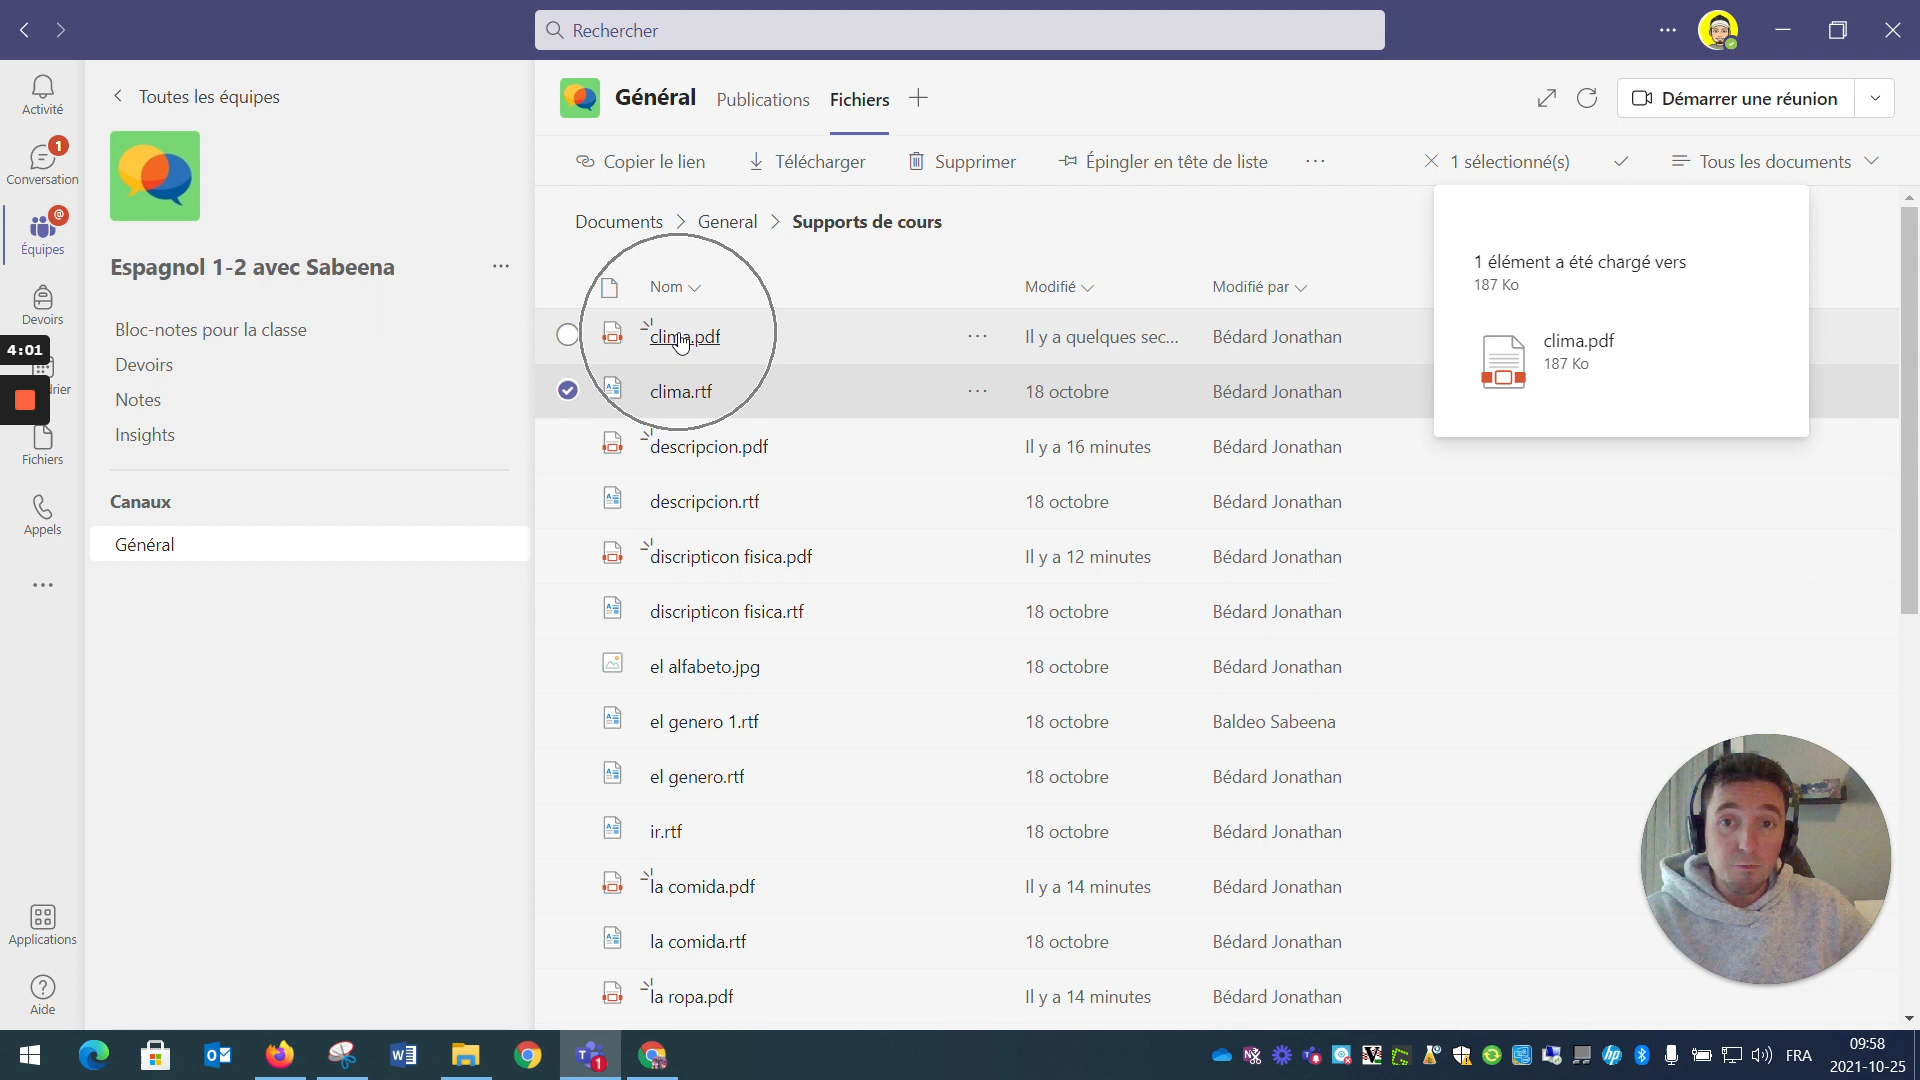 Rechercher
Activité
1
Conversation
@
Équipes
Devoirs
4:01
drier
Fichiers
Appels
Applications
Aide
Toutes les équipes
Espagnol 1-2 avec Sabeena
Bloc-notes pour la classe
Devoirs
Notes
Insights
Canaux
Général
Général Publications Fichiers
Démarrer une réunion
Copier le lien Télécharger Supprimer Épingler en tête de liste 1 sélectionné(s) Tous les documents
Documents General Supports de cours
Nom Modifié Modifié par
clima.pdf Il y a quelques sec... Bédard Jonathan
clima.rtf 18 octobre Bédard Jonathan
descripcion.pdf Il y a 16 minutes Bédard Jonathan
descripcion.rtf 18 octobre Bédard Jonathan
discripticon fisica.pdf Il y a 12 minutes Bédard Jonathan
discripticon fisica.rtf 18 octobre Bédard Jonathan
el alfabeto.jpg 18 octobre Bédard Jonathan
el genero 1.rtf 18 octobre Baldeo Sabeena
el genero.rtf 18 octobre Bédard Jonathan
ir.rtf 18 octobre Bédard Jonathan
la comida.pdf Il y a 14 minutes Bédard Jonathan
la comida.rtf 18 octobre Bédard Jonathan
la ropa.pdf Il y a 14 minutes Bédard Jonathan
1 élément a été chargé vers
187 Ko
clima.pdf
187 Ko
1
FRA
09:58
2021-10-25